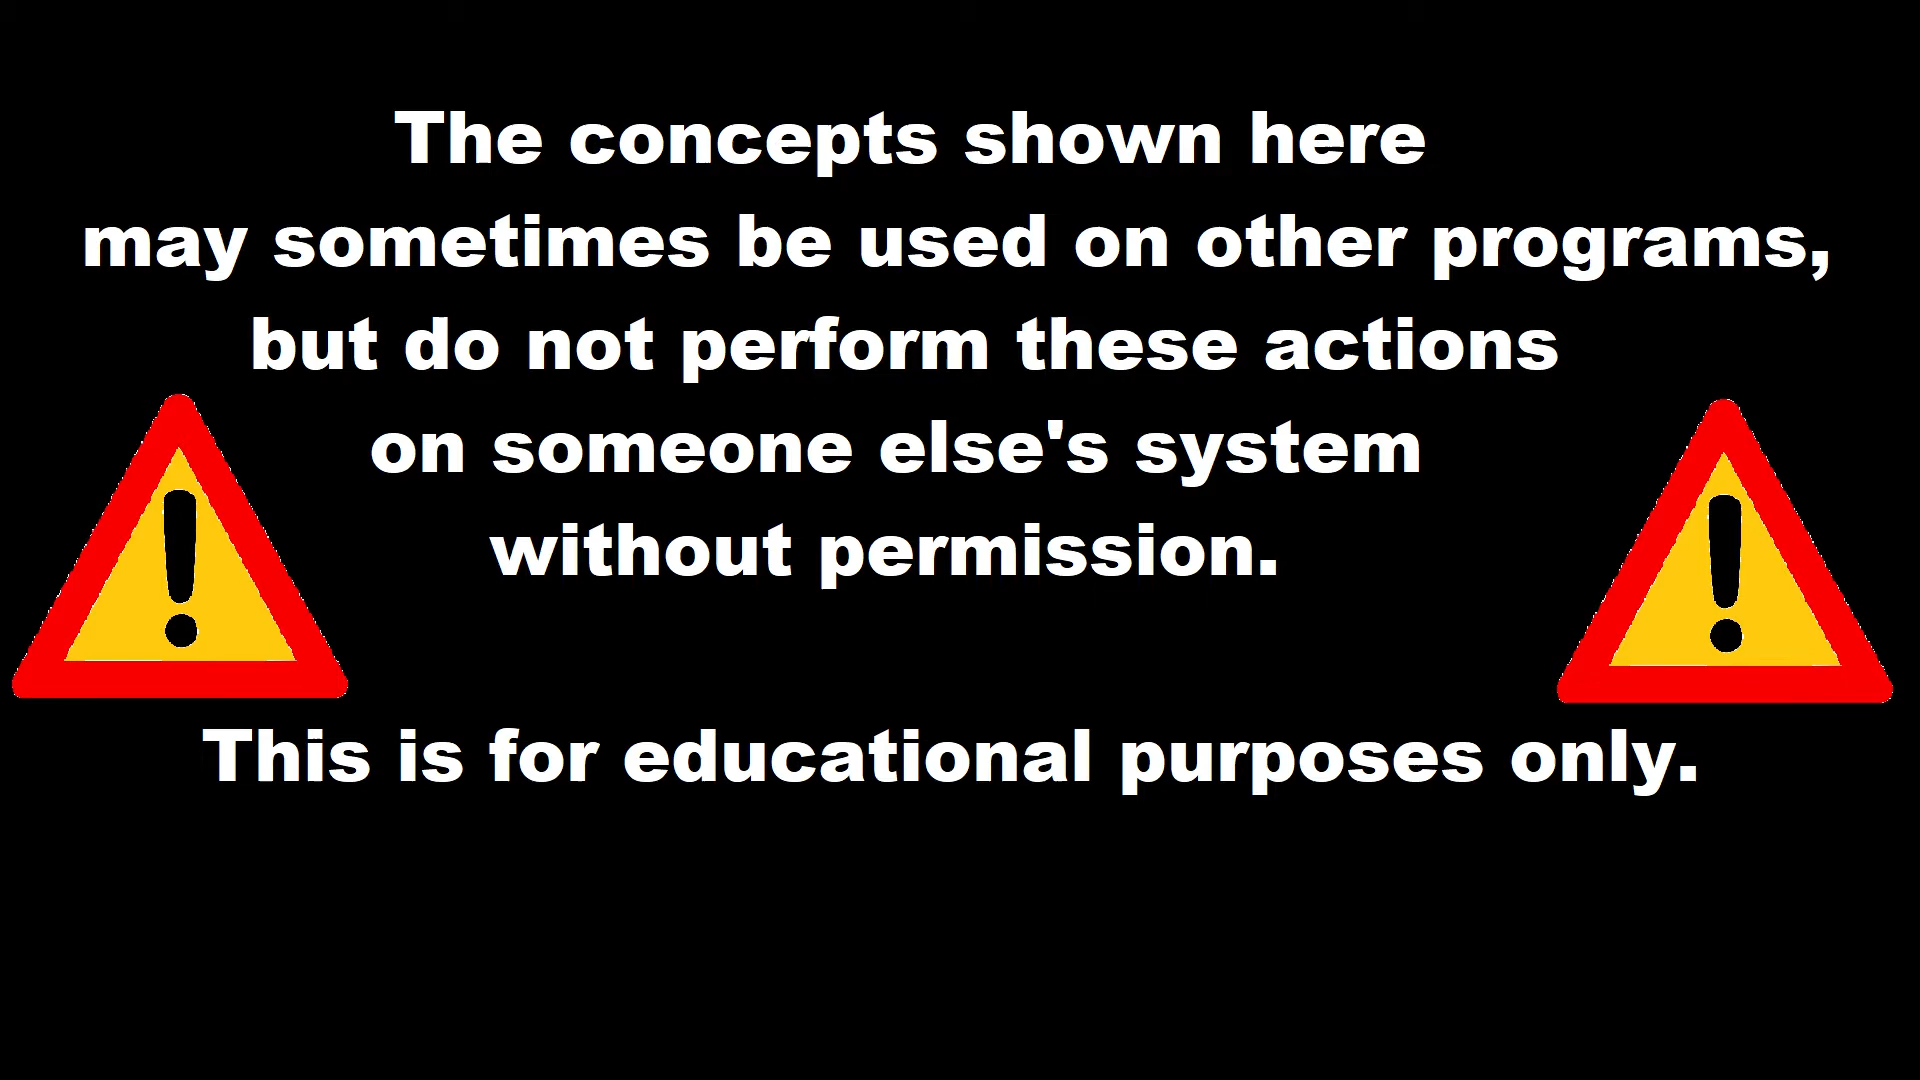 The concepts shown here
may sometimes be used on other programs,
but do not perform these actions
on someone else's system
without permission.
This is for educational purposes only.